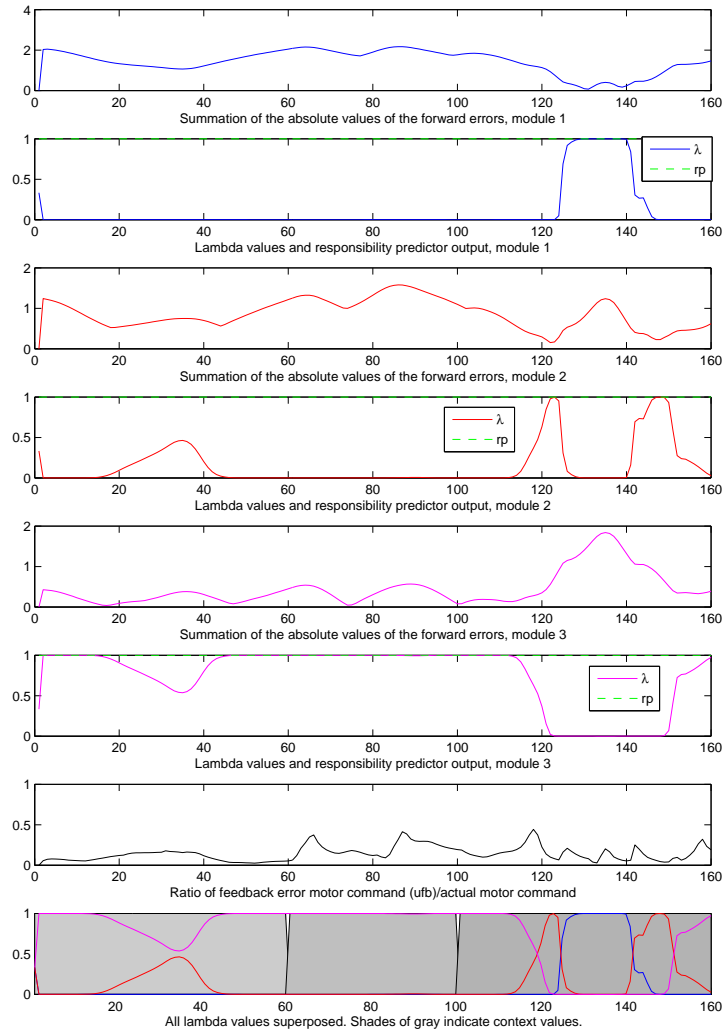 4
2
0
0 20 40 60 80 100 120 140 160
Summation of the absolute values of the forward errors, module 1
1
0.5
0
λ
rp
0 20 40 60 80 100 120 140 160
Lambda values and responsibility predictor output, module 1
2
1
0
0 20 40 60 80 100 120 140 160
Summation of the absolute values of the forward errors, module 2
1
0.5
0
λ
rp
0 20 40 60 80 100 120 140 160
Lambda values and responsibility predictor output, module 2
2
1
0
0 20 40 60 80 100 120 140 160
Summation of the absolute values of the forward errors, module 3
1
0.5
0
λ
rp
0 20 40 60 80 100 120 140 160
Lambda values and responsibility predictor output, module 3
1
0.5
0
0 20 40 60 80 100 120 140 160
Ratio of feedback error motor command (ufb)/actual motor command
1
0.5
0
20 40 60 80 100 120 140 160
All lambda values superposed. Shades of gray indicate context values.